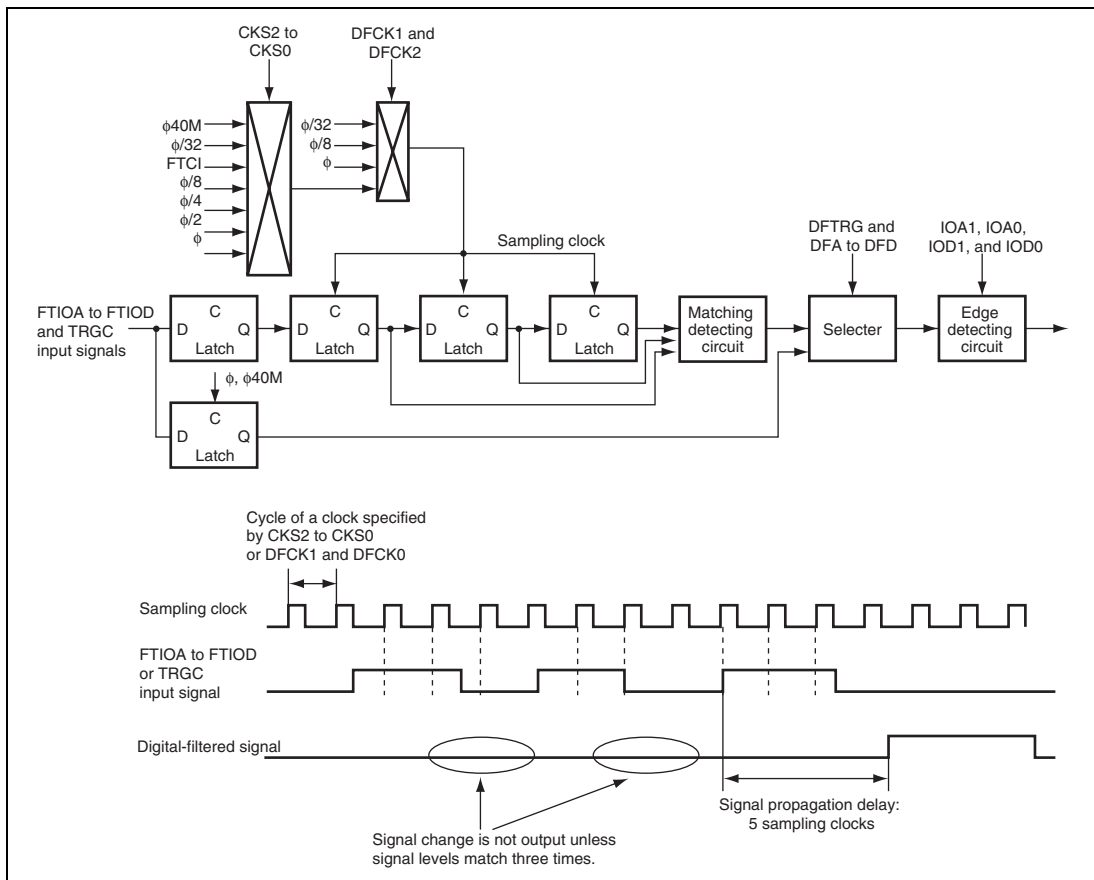 CKS2 to
CKS0
DFCK1 and
DFCK2
ϕ40M
ϕ/32
FTCI
ϕ/8
ϕ/4
ϕ/2
ϕ
ϕ/32
ϕ/8
ϕ
Sampling clock
DFTRG and
DFA to DFD
IOA1, IOA0,
IOD1, and IOD0
FTIOA to FTIOD
and TRGC
input signals
C
D Q
Latch
C
D Q
Latch
C
D Q
Latch
C
D Q
Latch
Matching
detecting
circuit
Selecter
Edge
detecting
circuit
ϕ, ϕ40M
C
D Q
Latch
Cycle of a clock specified
by CKS2 to CKS0
or DFCK1 and DFCK0
Sampling clock
FTIOA to FTIOD
or TRGC
input signal
Digital-filtered signal
Signal change is not output unless
signal levels match three times.
Signal propagation delay:
5 sampling clocks